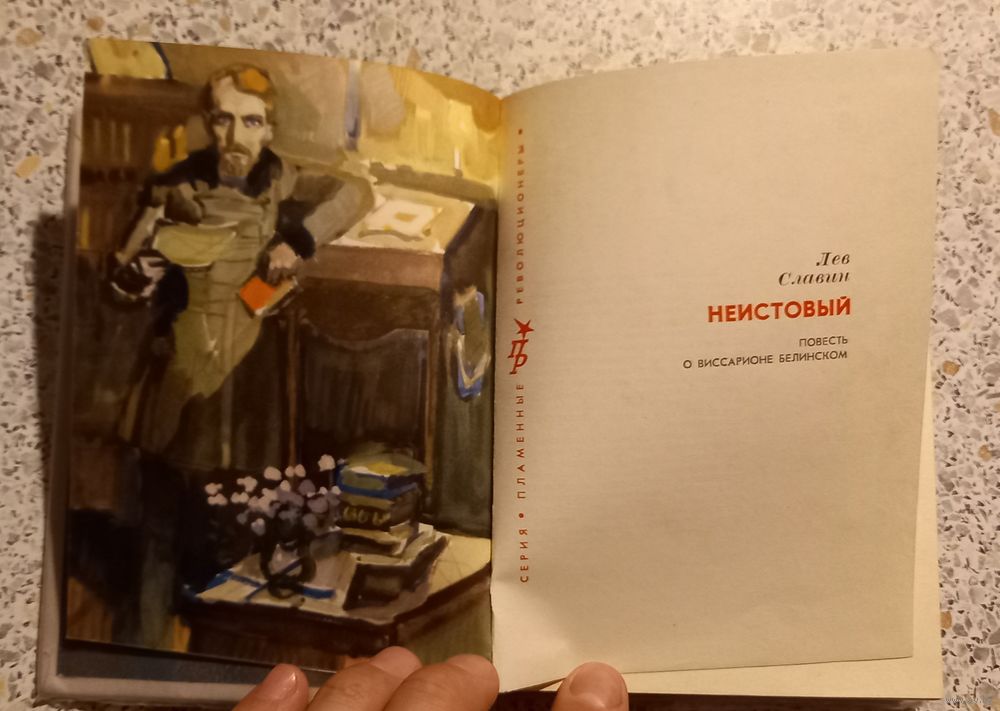 СЕРИЯ • ПЛАМЕННЫЕ ПР РЕВОЛЮЦИОНЕРЫ •
Лев
Славин
НЕИСТОВЫЙ
ПОВЕСТЬ
О ВИССАРИОНЕ БЕЛИНСКОМ